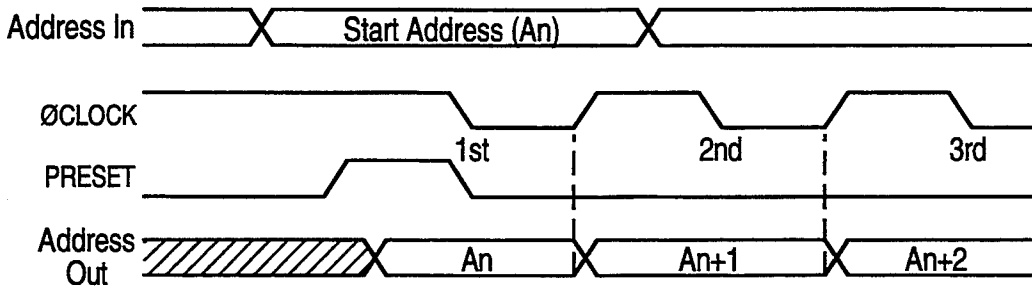 Address In
Start Address (An)
ØCLOCK
1st
2nd
3rd
PRESET
Address
Out
An
An+1
An+2